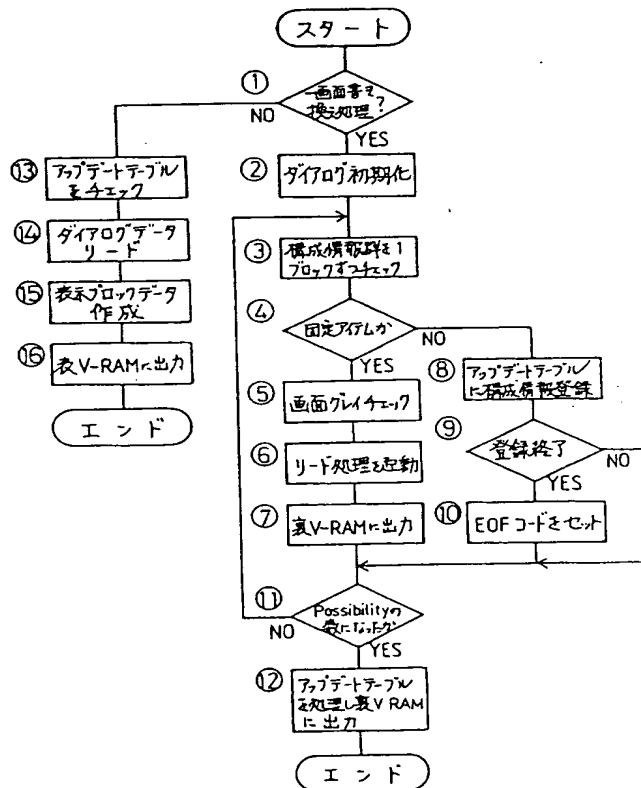 スタート
①
一画面書き
換え処理?
NO
YES
②
ダイアログ初期化
③
構成情報群を1
ブロックずつチェック
④
固定アイテムか
NO
YES
⑤
画面グレイチェック
⑥
リード処理を起動
⑦
裏V-RAMに出力
⑧
アップデートテーブル
に構成情報登録
⑨
登録終了
NO
YES
⑩
EOFコードをセット
⑪
Possibilityの
数になったか
NO
YES
⑫
アップデートテーブル
を処理し裏V RAM
に出力
エンド
⑬
アップデートテーブル
をチェック
⑭
ダイアログデータ
リード
⑮
表示ブロックデータ
作成
⑯
表V-RAMに出力
エンド